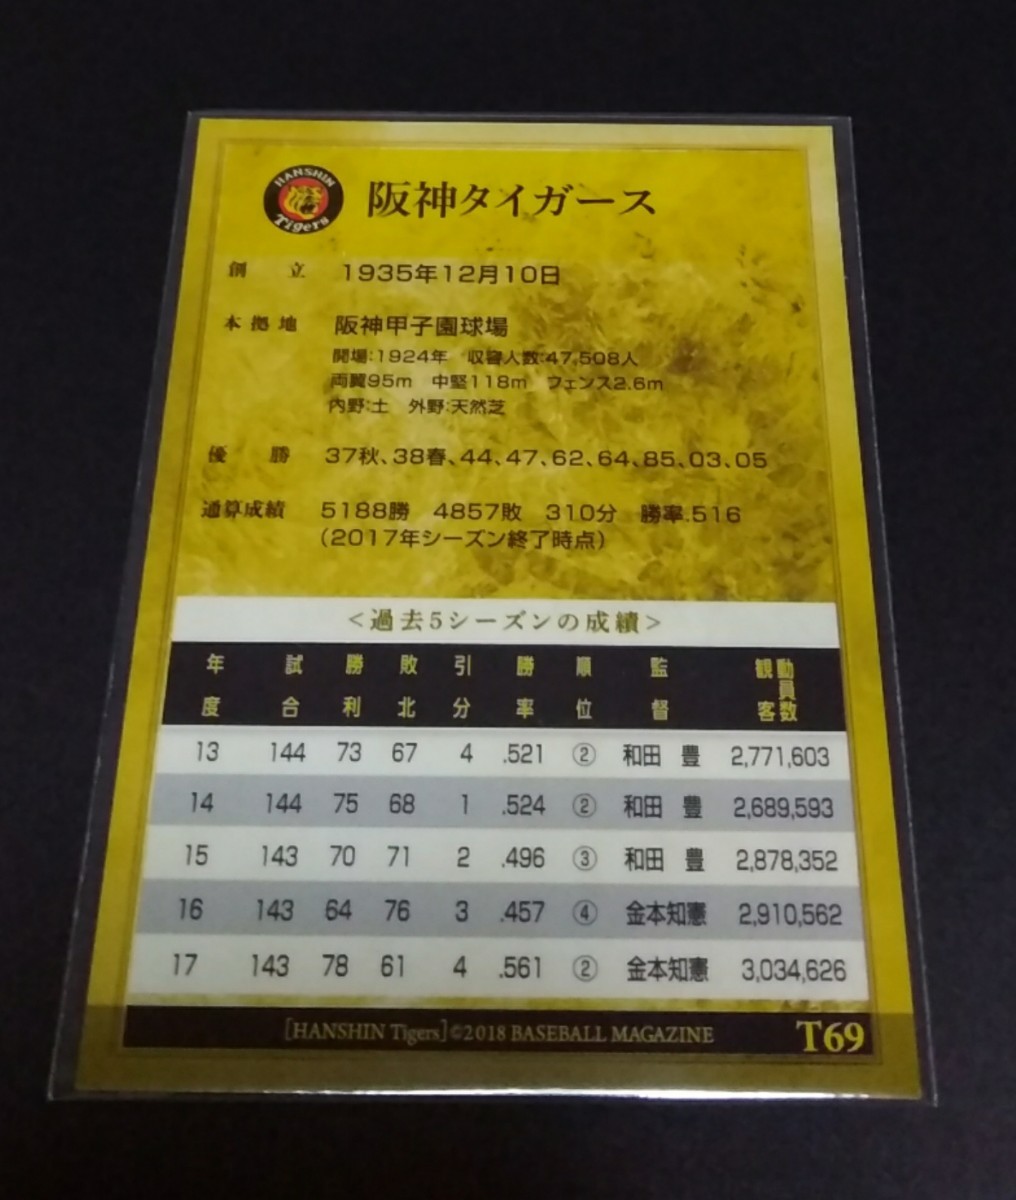 HANSHIN
Tigers
阪神タイガース
創立 1935年12月10日
本拠地 阪神甲子園球場
開場:1924年 収容人数:47,508人
両翼95m 中堅118m フェンス2.6m
内野:土 外野:天然芝
優勝 37秋、38春、44、47、62、64、85、03、05
通算成績 5188勝 4857敗 310分 勝率.516
(2017年シーズン終了時点)
<過去5シーズンの成績>
年度 試合 勝利 敗北 引分 勝率 順位 監督 観客動員数
13 144 73 67 4 .521 ② 和田 豊 2,771,603
14 144 75 68 1 .524 ② 和田 豊 2,689,593
15 143 70 71 2 .496 ③ 和田 豊 2,878,352
16 143 64 76 3 .457 ④ 金本知憲 2,910,562
17 143 78 61 4 .561 ② 金本知憲 3,034,626
[HANSHIN Tigers]©2018 BASEBALL MAGAZINE T69